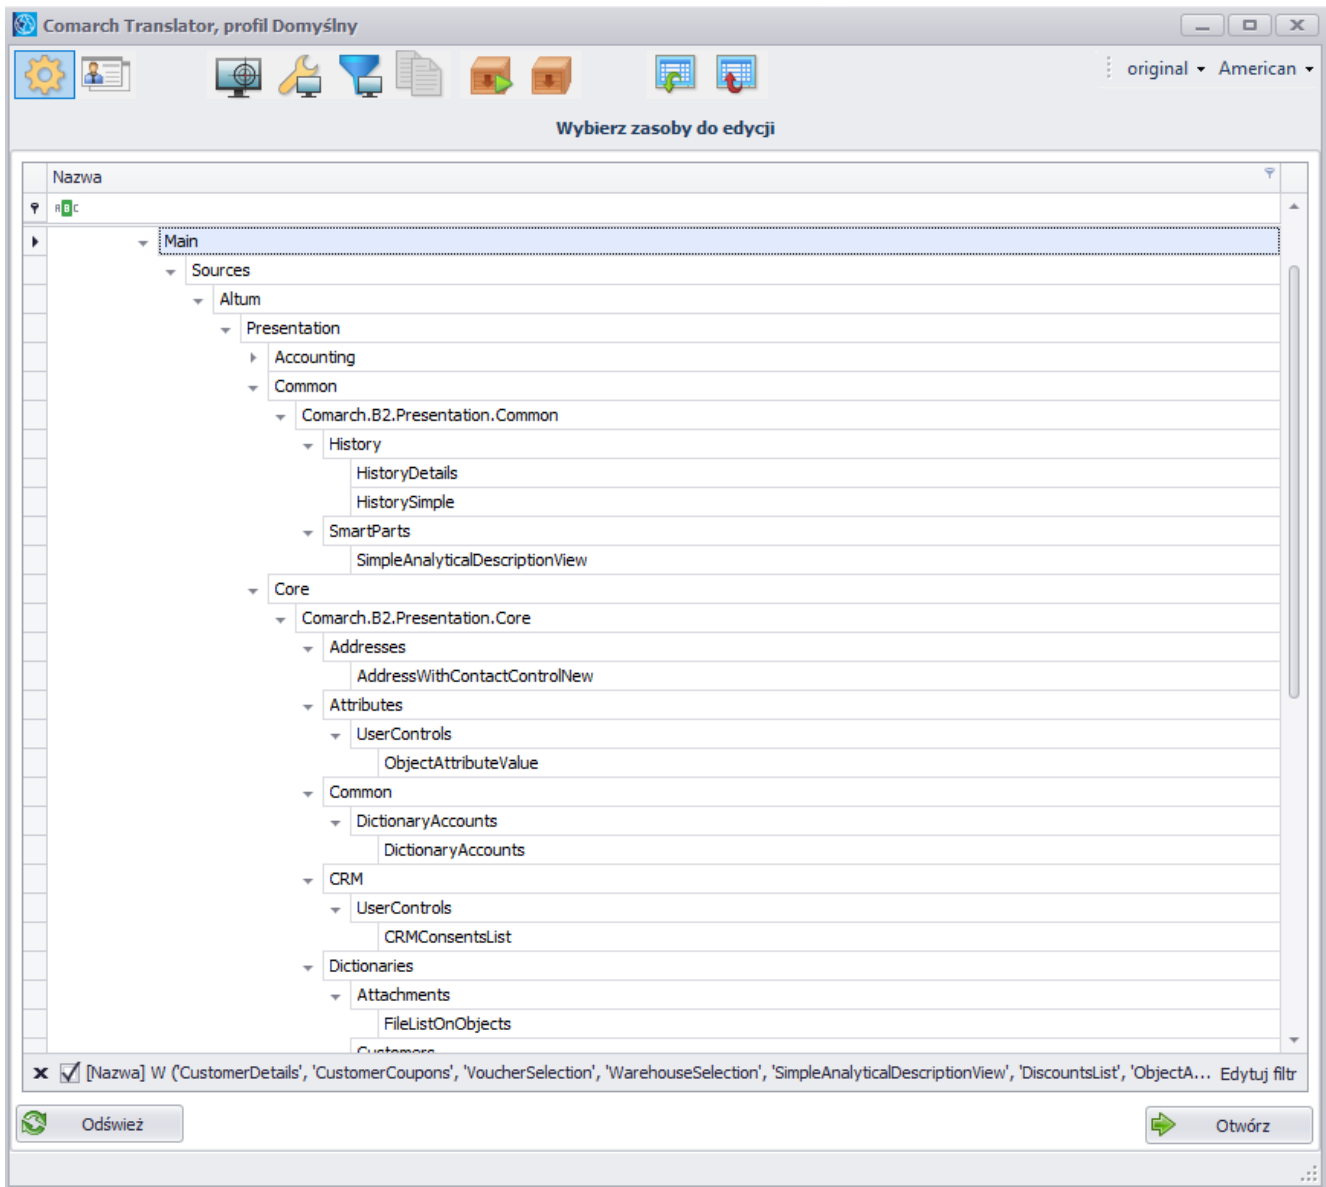 Comarch Translator, profil Domyślny
original American
Wybierz zasoby do edycji
Nazwa
ABC
Main
Sources
Altum
Presentation
Accounting
Common
Comarch.B2.Presentation.Common
History
HistoryDetails
HistorySimple
SmartParts
SimpleAnalyticalDescriptionView
Core
Comarch.B2.Presentation.Core
Addresses
AddressWithContactControlNew
Attributes
UserControls
ObjectAttributeValue
Common
DictionaryAccounts
DictionaryAccounts
CRM
UserControls
CRMConsentsList
Dictionaries
Attachments
FileListOnObjects
Customers
[Nazwa] W ('CustomerDetails', 'CustomerCoupons', 'VoucherSelection', 'WarehouseSelection', 'SimpleAnalyticalDescriptionView', 'DiscountsList', 'ObjectA... Edytuj filtr
Odśwież Otwórz